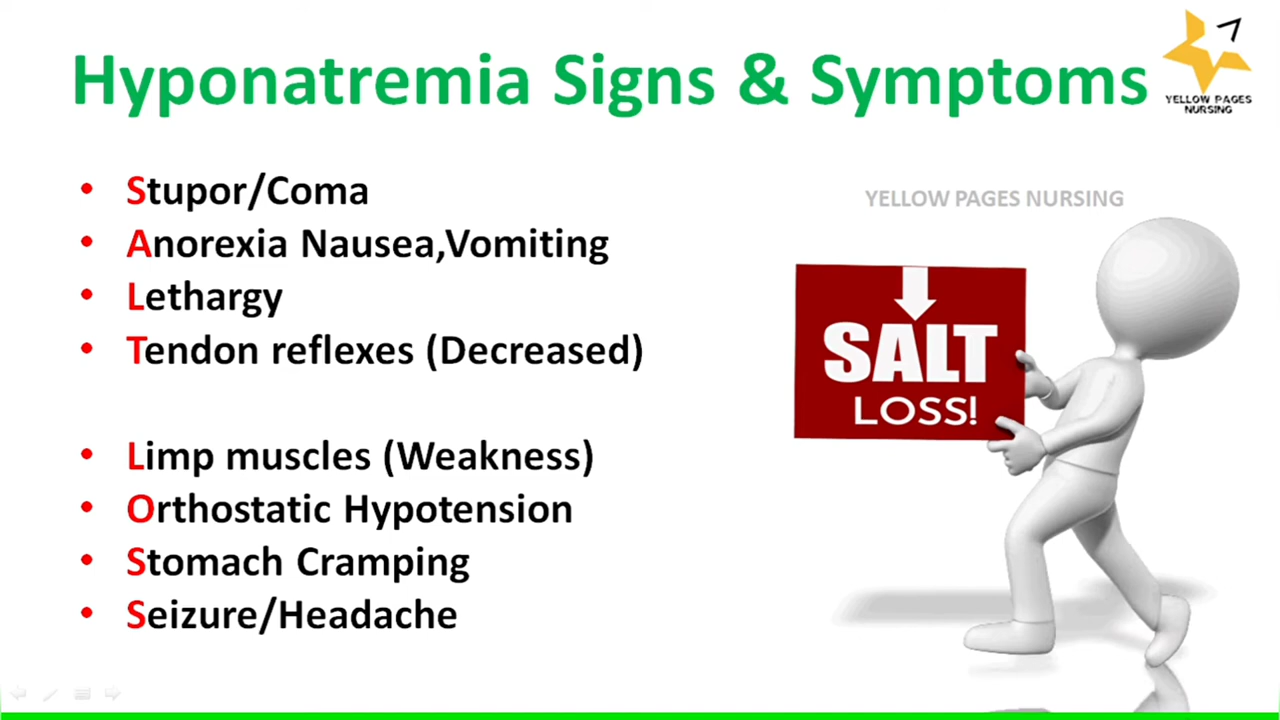 Hyponatremia Signs & Symptoms
YELLOW PAGES
NURSING
• Stupor/Coma
• Anorexia Nausea,Vomiting
• Lethargy
• Tendon reflexes (Decreased)
• Limp muscles (Weakness)
• Orthostatic Hypotension
• Stomach Cramping
• Seizure/Headache
YELLOW PAGES NURSING
SALT
LOSS!